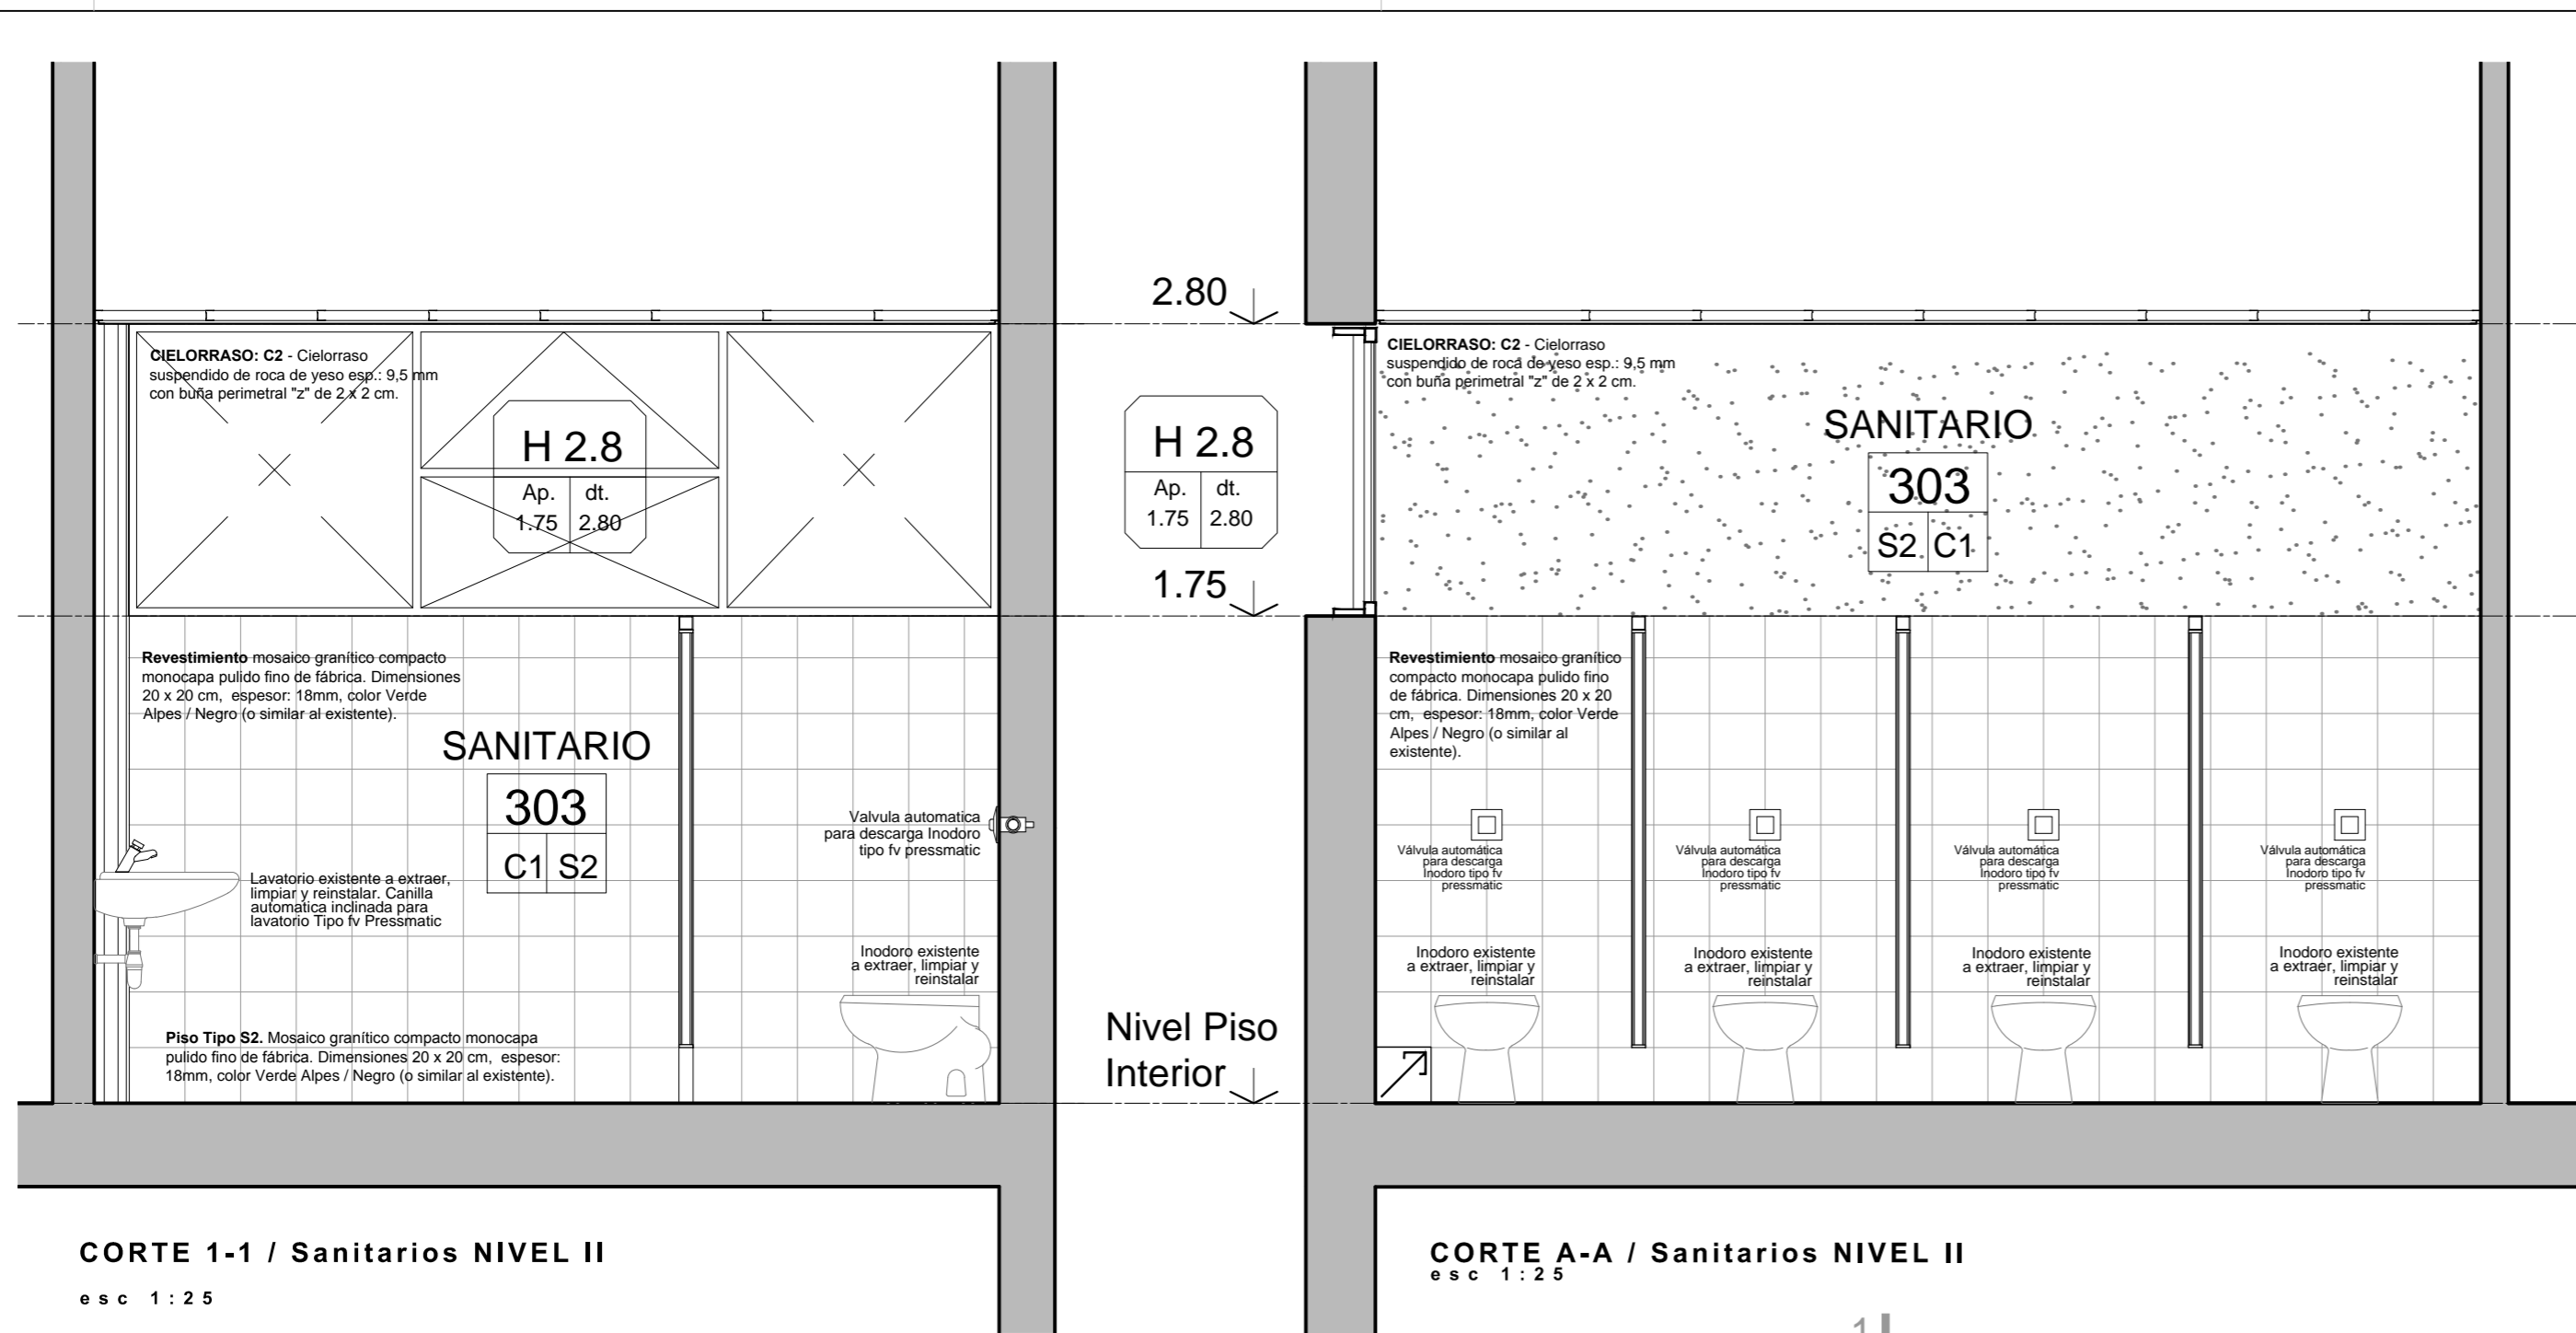 CIELORRASO: C2 - Cielorraso
suspendido de roca de yeso esp.: 9,5 mm
con buña perimetral "z" de 2 x 2 cm.
H 2.8
Ap. dt.
1.75 2.80
Revestimiento mosaico granítico compacto
monocapa pulido fino de fábrica. Dimensiones
20 x 20 cm, espesor: 18mm, color Verde
Alpes / Negro (o similar al existente).
SANITARIO
303
C1 S2
Valvula automatica
para descarga Inodoro
tipo fv pressmatic
Lavatorio existente a extraer,
limpiar y reinstalar. Canilla
automatica inclinada para
lavatorio Tipo fv Pressmatic
Inodoro existente
a extraer, limpiar y
reinstalar
Piso Tipo S2. Mosaico granítico compacto monocapa
pulido fino de fábrica. Dimensiones 20 x 20 cm, espesor:
18mm, color Verde Alpes / Negro (o similar al existente).
CORTE 1-1 / Sanitarios NIVEL II
esc 1:25
2.80
H 2.8
Ap. dt.
1.75 2.80
1.75
Nivel Piso
Interior
CIELORRASO: C2 - Cielorraso
suspendido de roca de yeso esp.: 9,5 mm
con buña perimetral "z" de 2 x 2 cm.
SANITARIO
303
S2 C1
Revestimiento mosaico granítico
compacto monocapa pulido fino
de fábrica. Dimensiones 20 x 20
cm, espesor: 18mm, color Verde
Alpes / Negro (o similar al
existente).
Válvula automática
para descarga
Inodoro tipo fv
pressmatic
Válvula automática
para descarga
Inodoro tipo fv
pressmatic
Válvula automática
para descarga
Inodoro tipo fv
pressmatic
Válvula automática
para descarga
Inodoro tipo fv
pressmatic
Inodoro existente
a extraer, limpiar y
reinstalar
Inodoro existente
a extraer, limpiar y
reinstalar
Inodoro existente
a extraer, limpiar y
reinstalar
Inodoro existente
a extraer, limpiar y
reinstalar
CORTE A-A / Sanitarios NIVEL II
esc 1:25
1